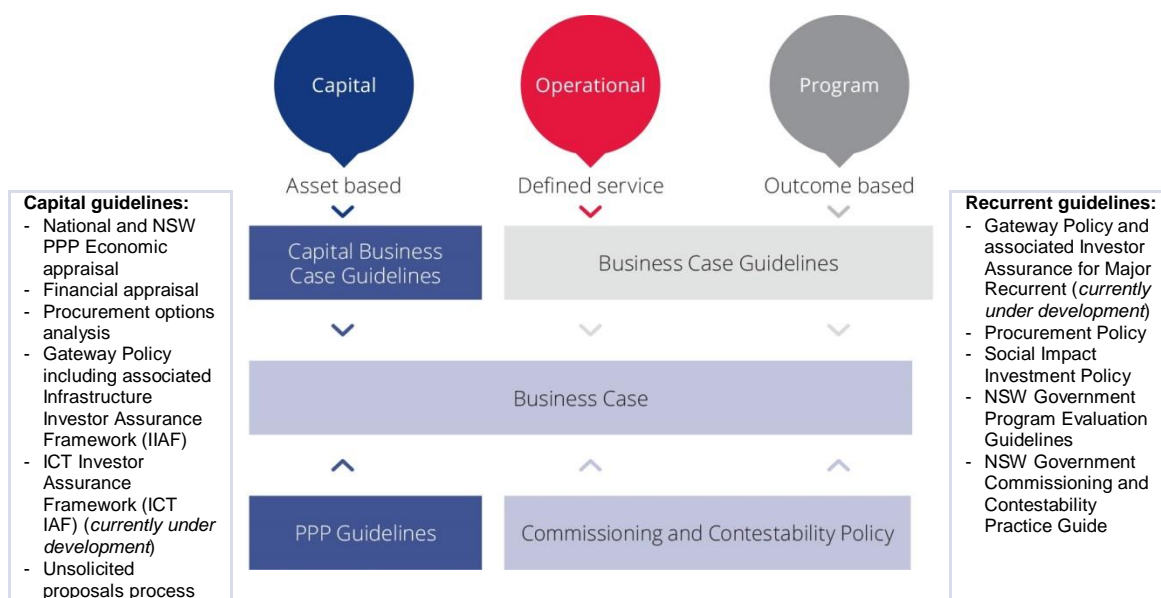 Capital
Operational
Program
Asset based
Defined service
Outcome based
Capital guidelines:
- National and NSW
PPP Economic
appraisal
- Financial appraisal
- Procurement options
analysis
- Gateway Policy
including associated
Infrastructure
Investor Assurance
Framework (IIAF)
- ICT Investor
Assurance
Framework (ICT
IAF) (currently under
development)
- Unsolicited
proposals process
Capital Business
Case Guidelines
Business Case Guidelines
Business Case
PPP Guidelines
Commissioning and Contestability Policy
Recurrent guidelines:
- Gateway Policy and
associated Investor
Assurance for Major
Recurrent (currently
under development)
- Procurement Policy
- Social Impact
Investment Policy
- NSW Government
Program Evaluation
Guidelines
- NSW Government
Commissioning and
Contestability
Practice Guide